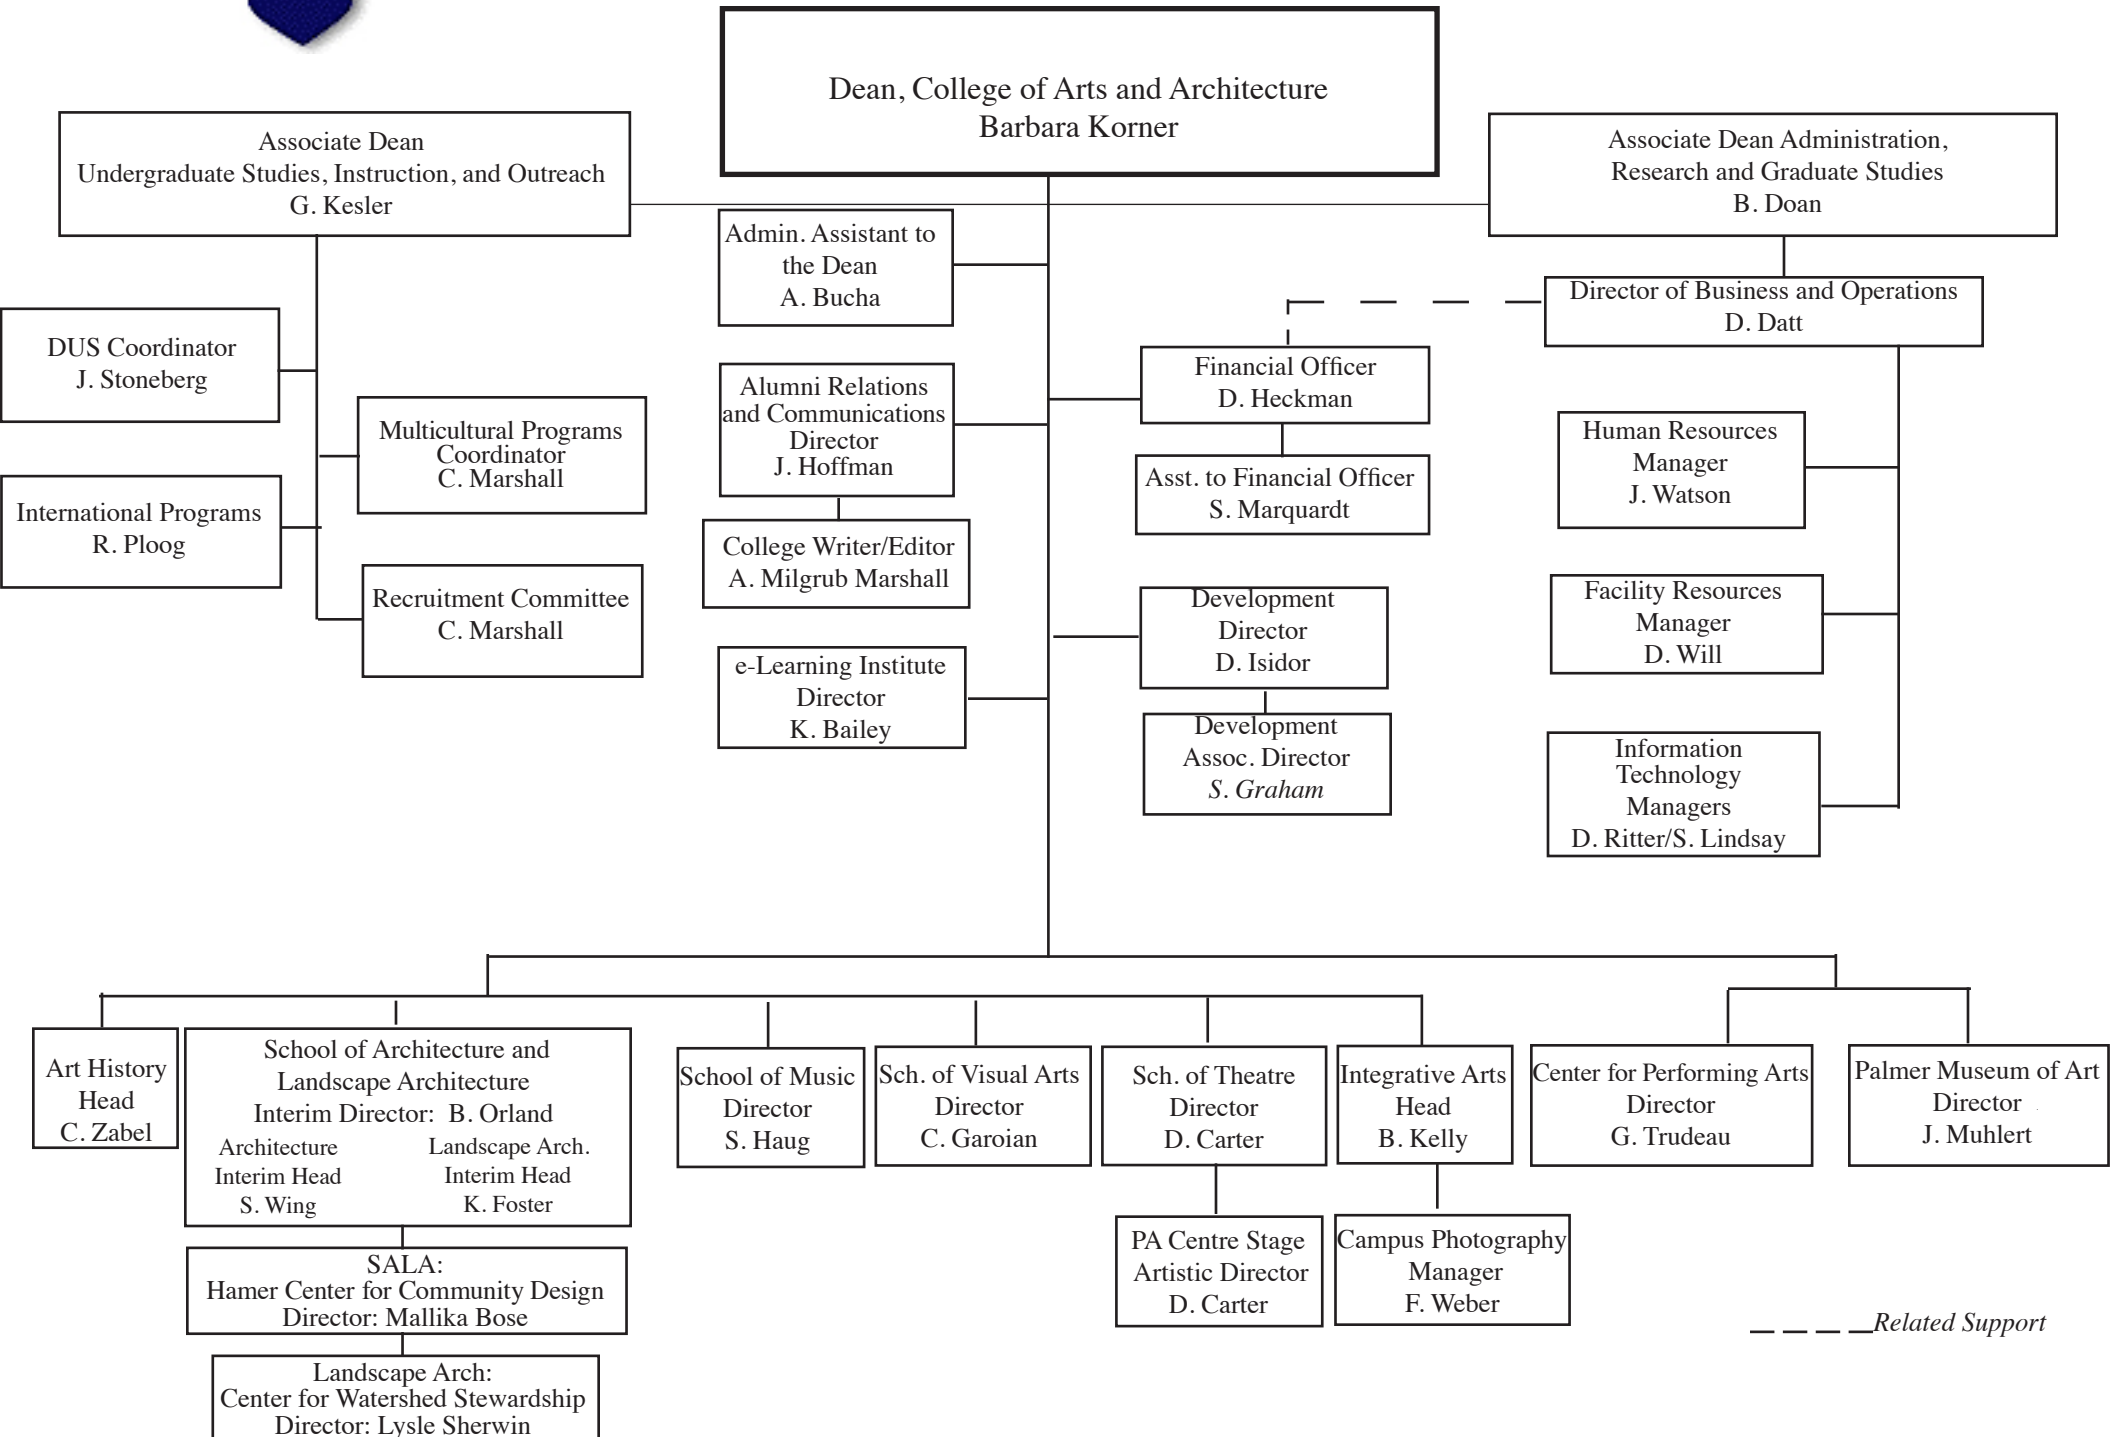 Dean, College of Arts and Architecture
Barbara Korner
Associate Dean
Undergraduate Studies, Instruction, and Outreach
G. Kesler
Associate Dean Administration,
Research and Graduate Studies
B. Doan
Admin. Assistant to
the Dean
A. Bucha
Director of Business and Operations
D. Datt
DUS Coordinator
J. Stoneberg
Multicultural Programs
Coordinator
C. Marshall
International Programs
R. Ploog
Recruitment Committee
C. Marshall
Alumni Relations
and Communications
Director
J. Hoffman
College Writer/Editor
A. Milgrub Marshall
e-Learning Institute
Director
K. Bailey
Financial Officer
D. Heckman
Asst. to Financial Officer
S. Marquardt
Development
Director
D. Isidor
Development
Assoc. Director
S. Graham
Human Resources
Manager
J. Watson
Facility Resources
Manager
D. Will
Information
Technology
Managers
D. Ritter/S. Lindsay
Art History
Head
C. Zabel
School of Architecture and
Landscape Architecture
Interim Director: B. Orland
Architecture
Interim Head
S. Wing
Landscape Arch.
Interim Head
K. Foster
SALA:
Hamer Center for Community Design
Director: Mallika Bose
Landscape Arch:
Center for Watershed Stewardship
Director: Lysle Sherwin
School of Music
Director
S. Haug
Sch. of Visual Arts
Director
C. Garoian
Sch. of Theatre
Director
D. Carter
PA Centre Stage
Artistic Director
D. Carter
Integrative Arts
Head
B. Kelly
Campus Photography
Manager
F. Weber
Center for Performing Arts
Director
G. Trudeau
Palmer Museum of Art
Director
J. Muhlert
Related Support